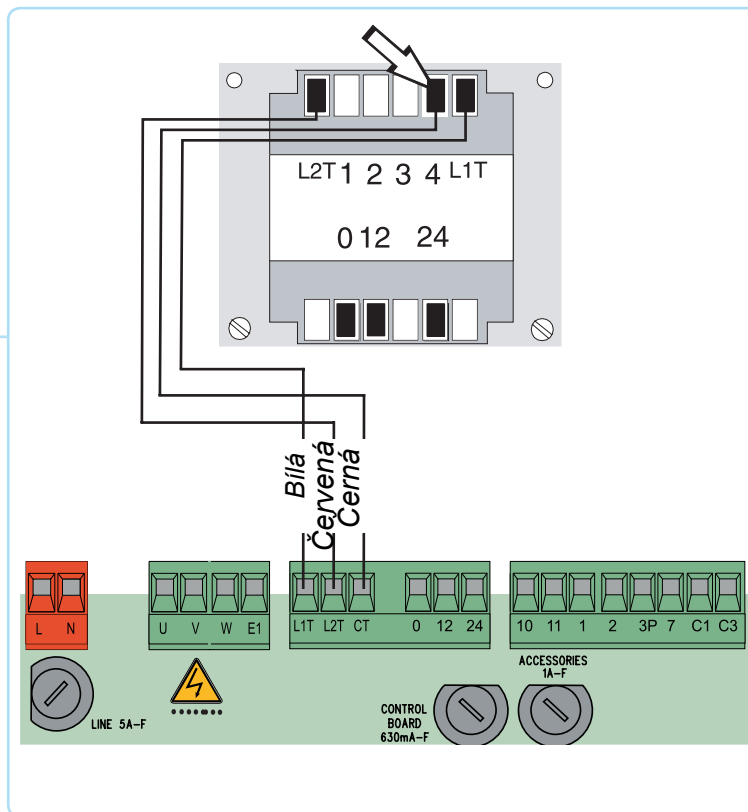 L2T 1 2 3 4 L1T
0 12 24
Bílá
Červená
Černá
L N
U V W E1
L1T L2T CT
0 12 24
10 11 1 2 3P 7 C1 C3
LINE 5A-F
CONTROL
BOARD
630mA-F
ACCESSORIES
1A-F